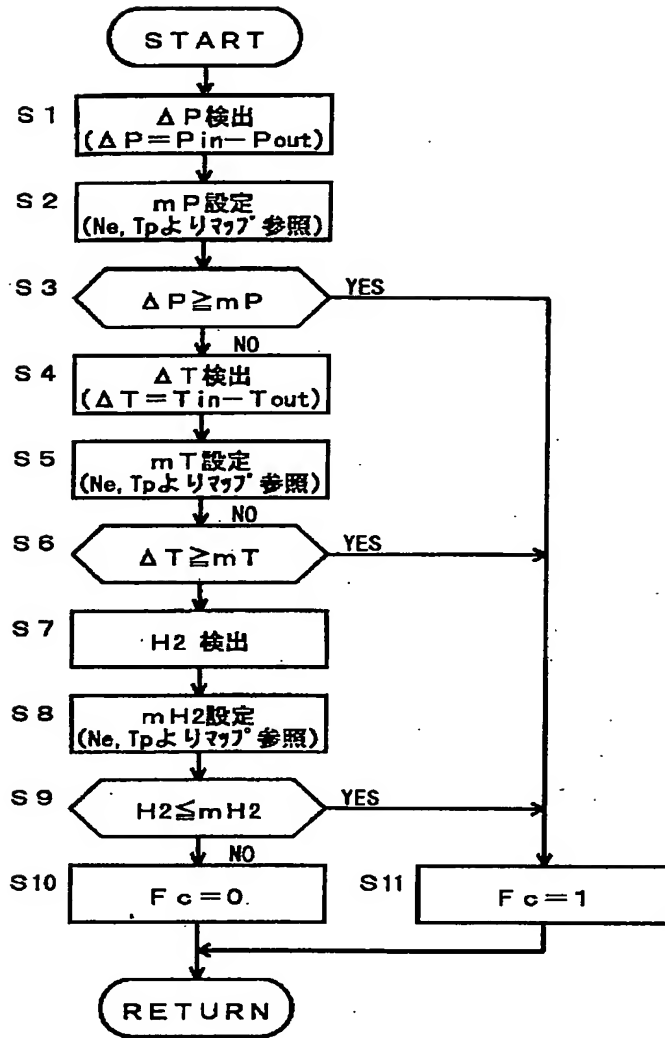 START
S1
ΔP検出
(ΔP=Pin-Pout)
S2
mP設定
(Ne, Tpよりマップ参照)
S3
ΔP≧mP
YES
NO
S4
ΔT検出
(ΔT=Tin-Tout)
S5
mT設定
(Ne, Tpよりマップ参照)
NO
S6
ΔT≧mT
YES
S7
H2 検出
S8
mH2設定
(Ne, Tpよりマップ参照)
S9
H2≦mH2
YES
NO
S10
Fc=0.
S11
Fc=1
RETURN